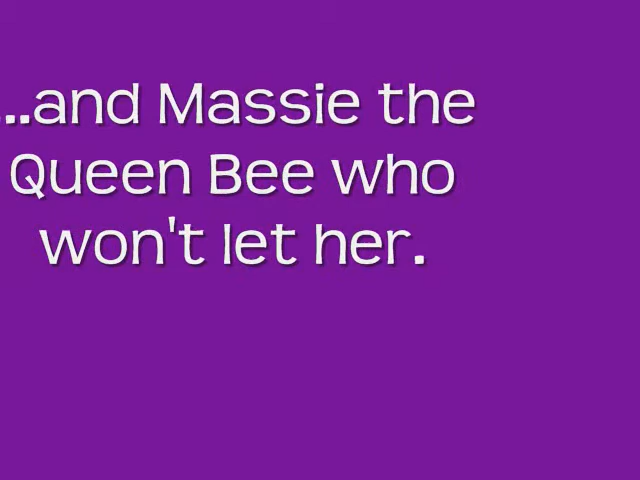 ...and Massie the
Queen Bee who
won't let her.